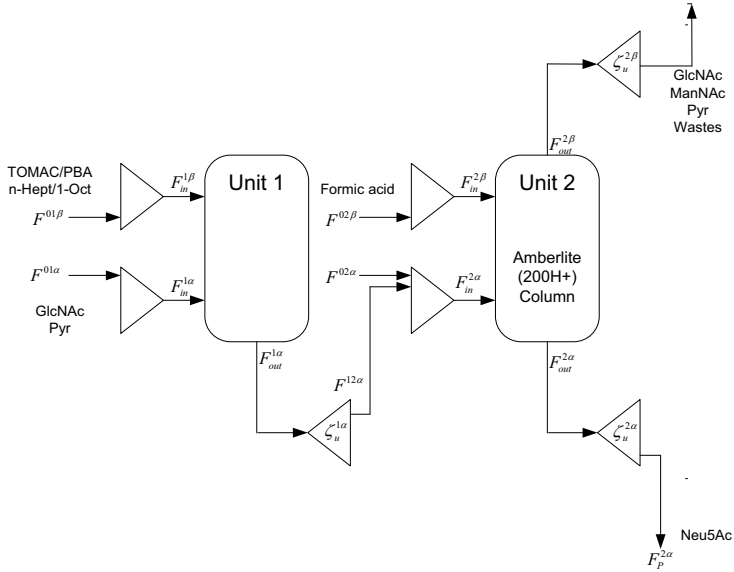 ζ_u^{2β}
GlcNAc
ManNAc
Pyr
Wastes
F_{out}^{2β}
TOMAC/PBA
n-Hept/1-Oct
F_{in}^{1β}
F^{01β}
Unit 1
Formic acid
F_{in}^{2β}
F^{02β}
Unit 2
Amberlite
(200H+)
Column
F^{01α}
F_{in}^{1α}
GlcNAc
Pyr
F^{02α}
F_{in}^{2α}
F_{out}^{1α}
F^{12α}
F_{out}^{2α}
ζ_u^{1α}
ζ_u^{2α}
Neu5Ac
F_P^{2α}